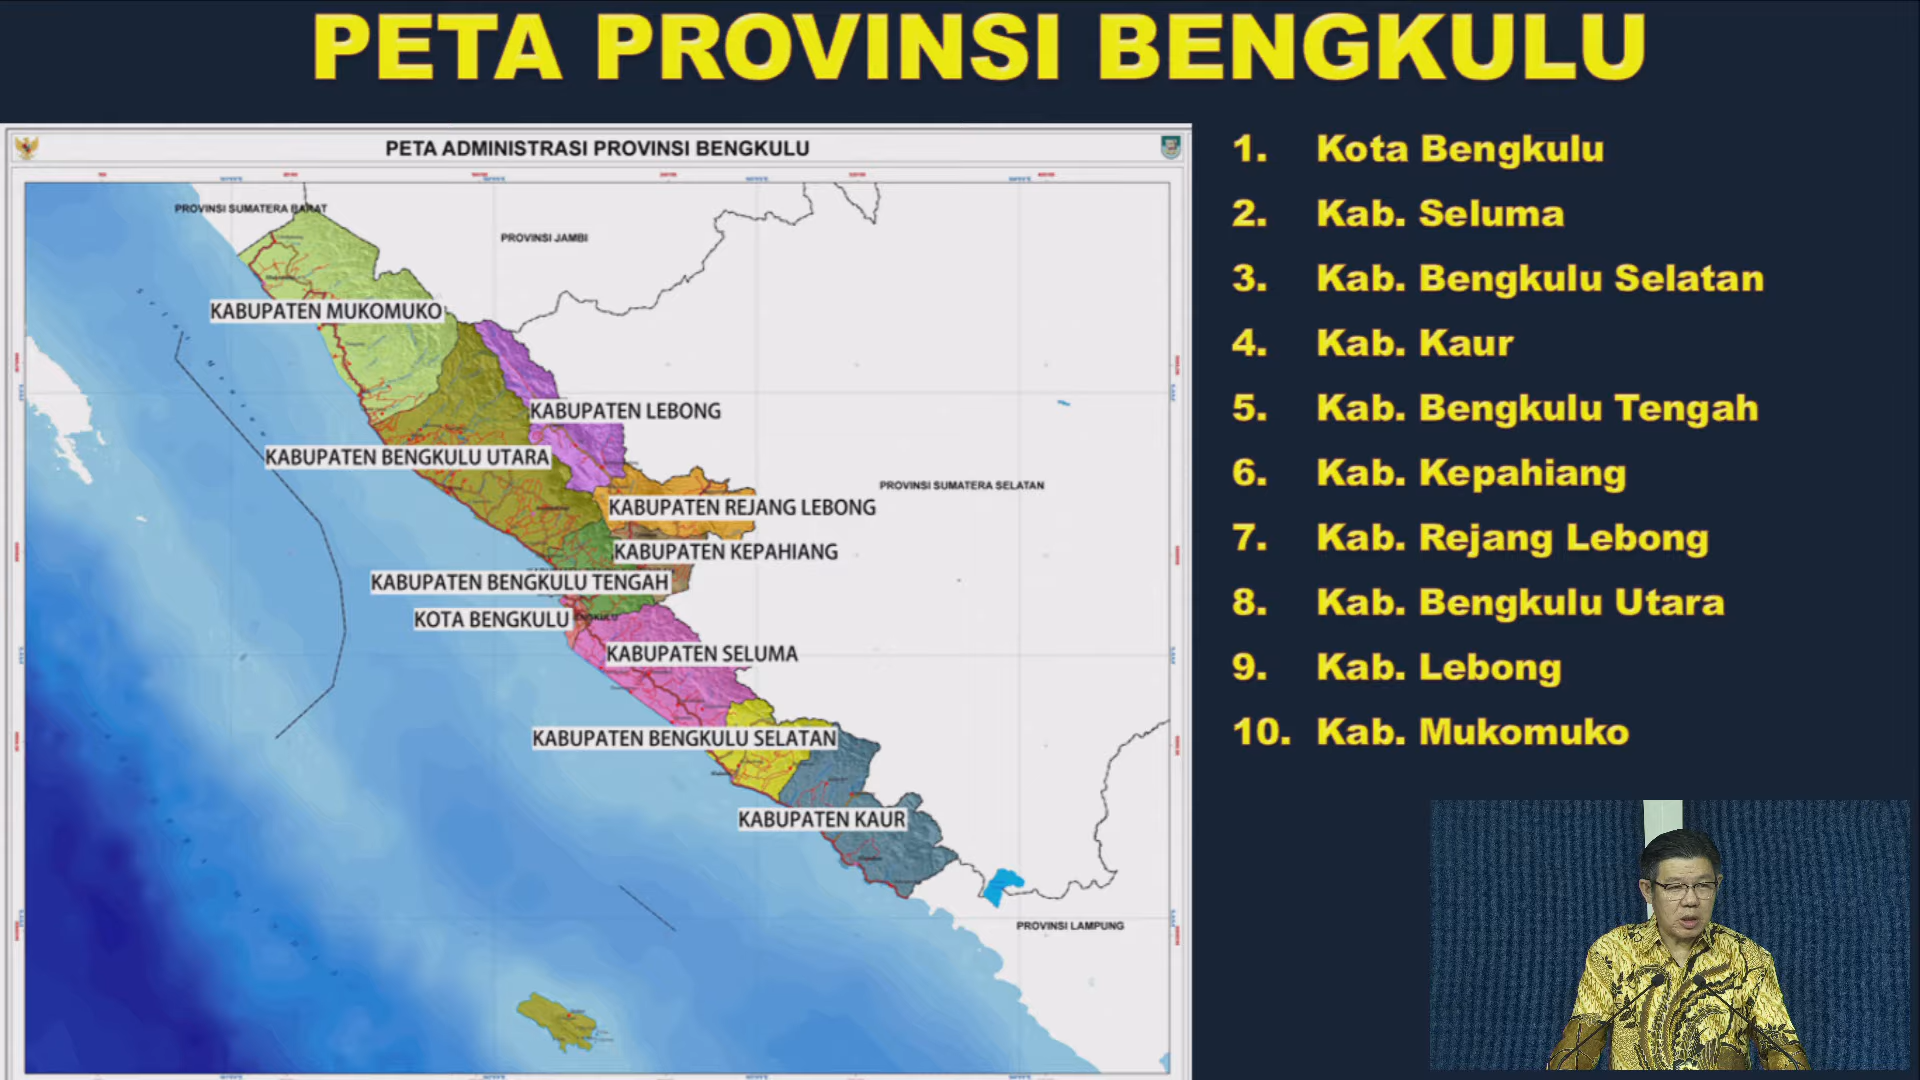 PETA PROVINSI BENGKULU
PETA ADMINISTRASI PROVINSI BENGKULU
PROVINSI SUMATERA BARAT
PROVINSI JAMBI
KABUPATEN MUKOMUKO
KABUPATEN LEBONG
KABUPATEN BENGKULU UTARA
PROVINSI SUMATERA SELATAN
KABUPATEN REJANG LEBONG
KABUPATEN KEPAHIANG
KABUPATEN BENGKULU TENGAH
KOTA BENGKULU
KABUPATEN SELUMA
KABUPATEN BENGKULU SELATAN
KABUPATEN KAUR
PROVINSI LAMPUNG
1. Kota Bengkulu
2. Kab. Seluma
3. Kab. Bengkulu Selatan
4. Kab. Kaur
5. Kab. Bengkulu Tengah
6. Kab. Kepahiang
7. Kab. Rejang Lebong
8. Kab. Bengkulu Utara
9. Kab. Lebong
10. Kab. Mukomuko